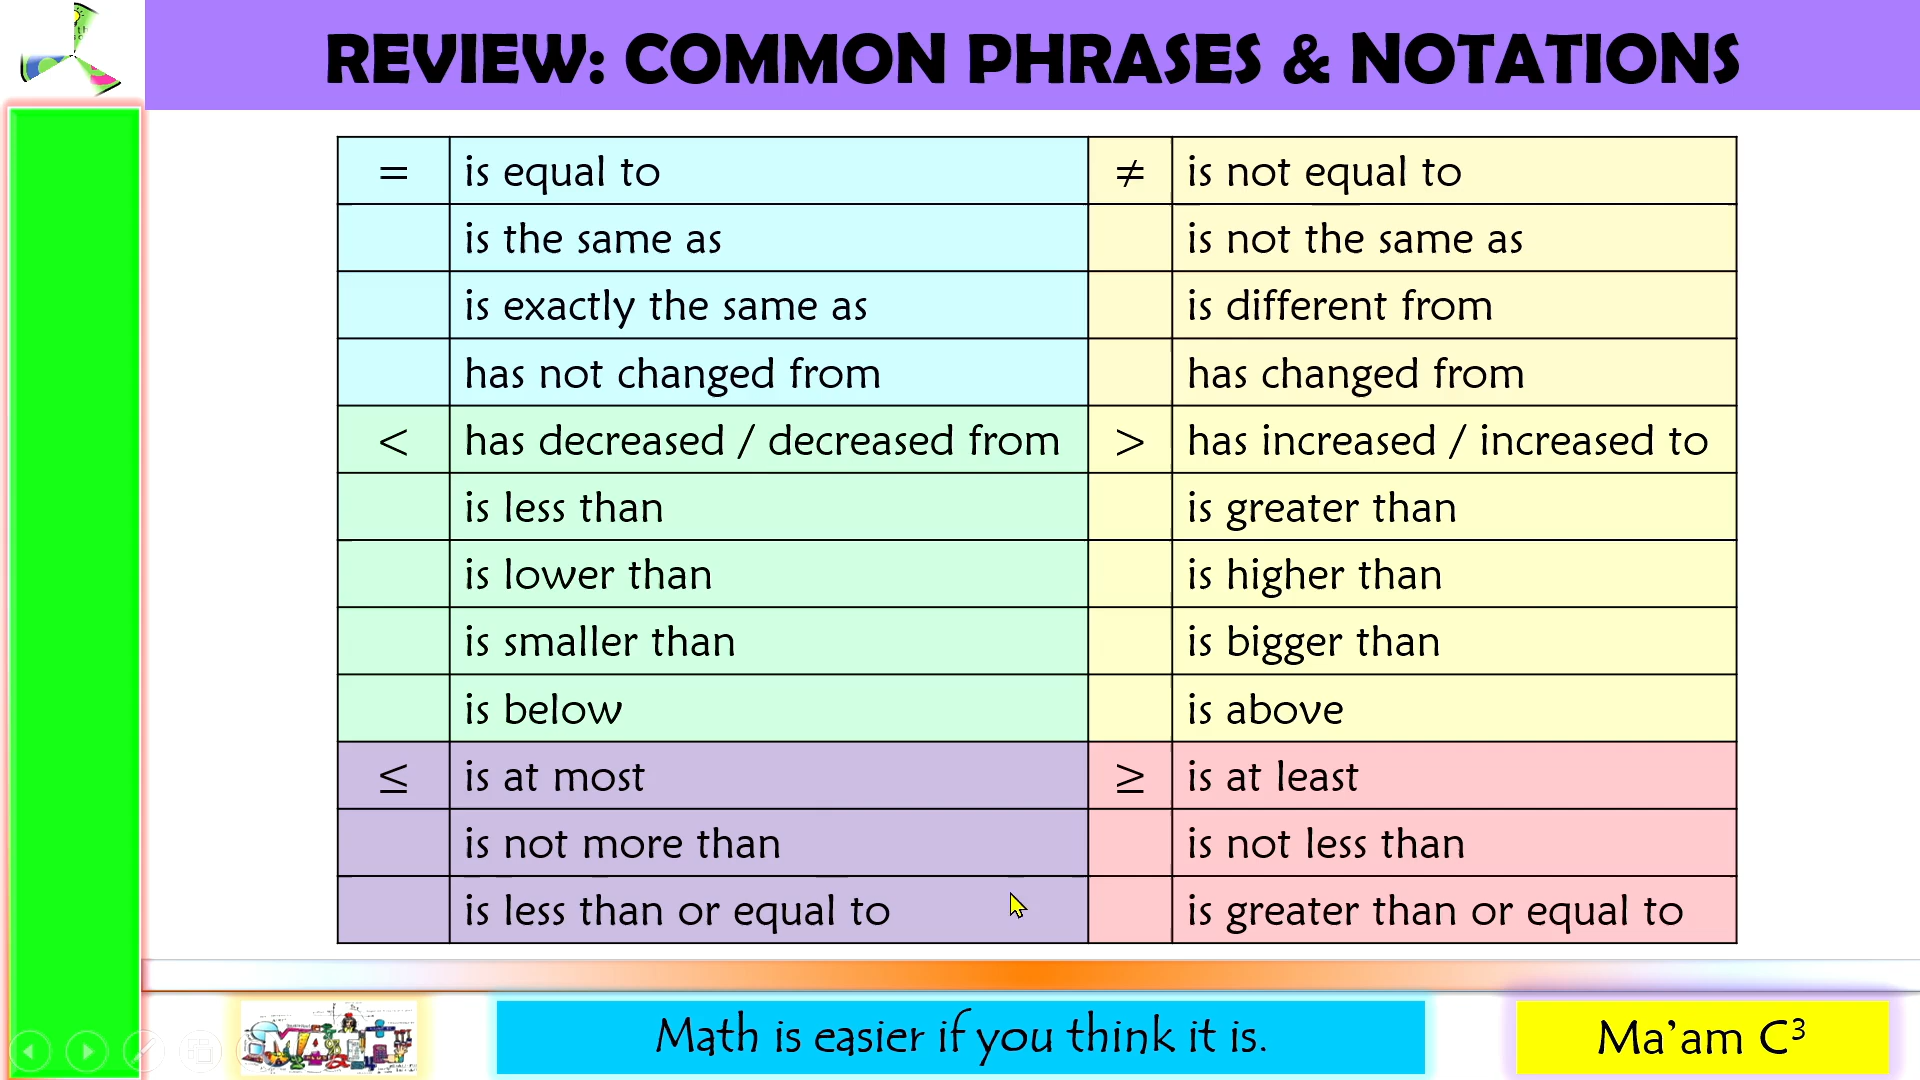 REVIEW: COMMON PHRASES & NOTATIONS
= is equal to ≠ is not equal to
is the same as is not the same as
is exactly the same as is different from
has not changed from has changed from
< has decreased / decreased from > has increased / increased to
is less than is greater than
is lower than is higher than
is smaller than is bigger than
is below is above
≤ is at most ≥ is at least
is not more than is not less than
is less than or equal to is greater than or equal to
MATH
Math is easier if you think it is.
Ma'am C³